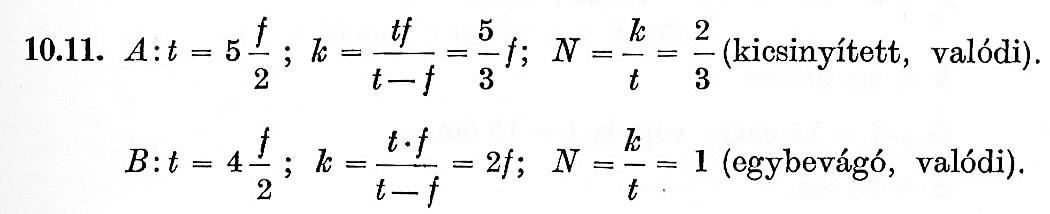 10.11. A: t = 5 f/2 ; k = tf/(t − f) = 5/3 f; N = k/t = 2/3 (kicsinyített, valódi).
B: t = 4 f/2 ; k = t·f/(t − f) = 2f; N = k/t = 1 (egybevágó, valódi).